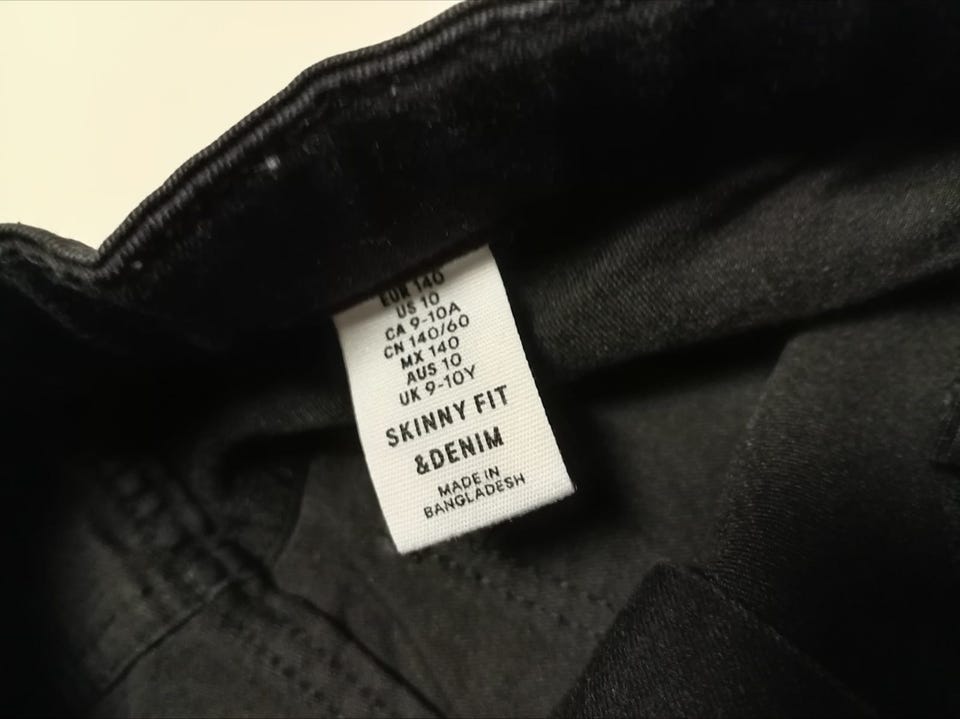 EUR 140
US 10
CA 9-10A
CN 140/60
MX 140
AUS 10
UK 9-10Y
SKINNY FIT
&DENIM
MADE IN
BANGLADESH